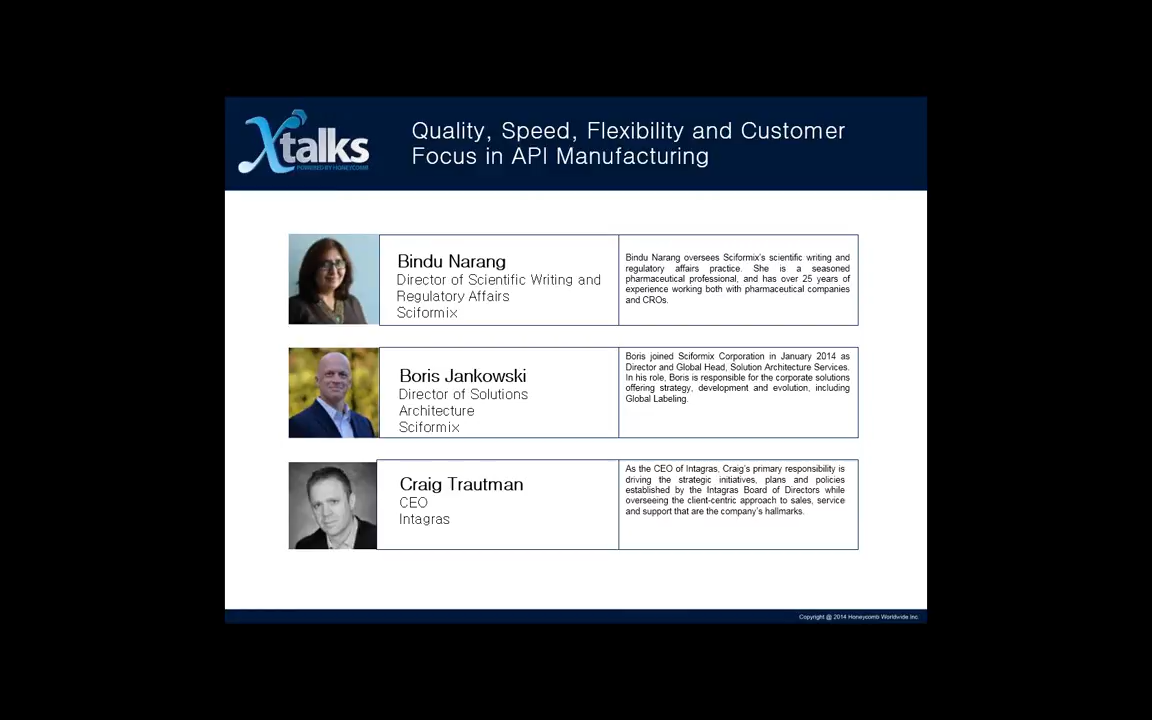 Xtalks
POWERED BY HONEYCOMB
Quality, Speed, Flexibility and Customer
Focus in API Manufacturing
Bindu Narang
Director of Scientific Writing and
Regulatory Affairs
Sciformix
Bindu Narang oversees Sciformix's scientific writing and
regulatory affairs practice. She is a seasoned
pharmaceutical professional, and has over 25 years of
experience working both with pharmaceutical companies
and CROs.
Boris Jankowski
Director of Solutions
Architecture
Sciformix
Boris joined Sciformix Corporation in January 2014 as
Director and Global Head, Solution Architecture Services.
In his role, Boris is responsible for the corporate solutions
offering strategy, development and evolution, including
Global Labeling.
Craig Trautman
CEO
Intagras
As the CEO of Intagras, Craig's primary responsibility is
driving the strategic initiatives, plans and policies
established by the Intagras Board of Directors while
overseeing the client-centric approach to sales, service
and support that are the company's hallmarks.
Copyright @ 2014 Honeycomb Worldwide Inc.